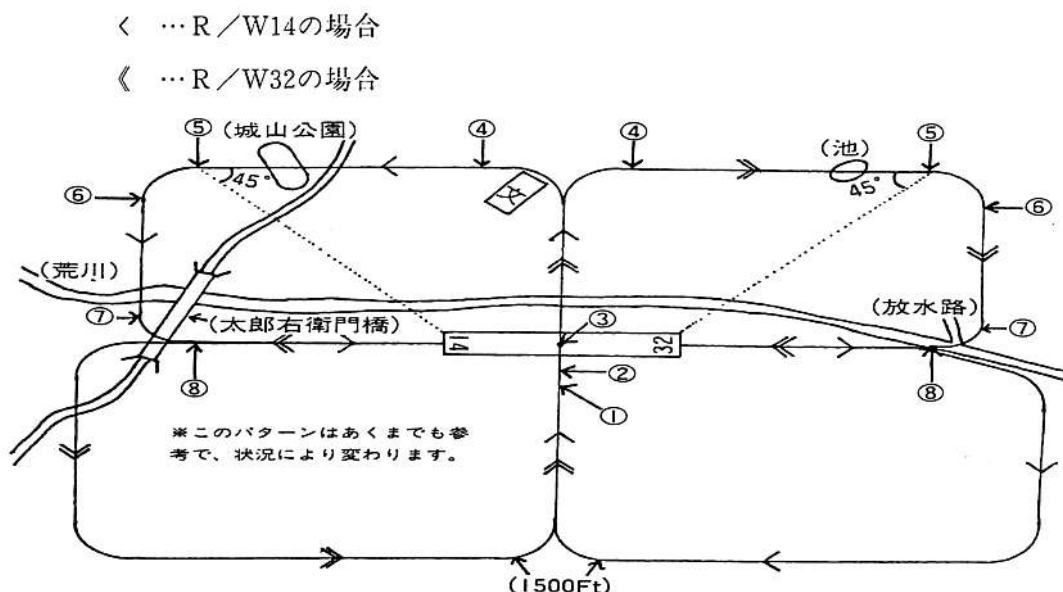 〈 …R／W14の場合
《 …R／W32の場合
⑤ (城山公園) ④ ④ (池) ⑤
45° 文 45°
⑥ ⑥
(荒川) (放水路)
⑦ (太郎右衛門橋) ③ ⑦
14 32
⑧ ② ⑧
①
※このパターンはあくまでも参
考で、状況により変わります。
(1500Ft)